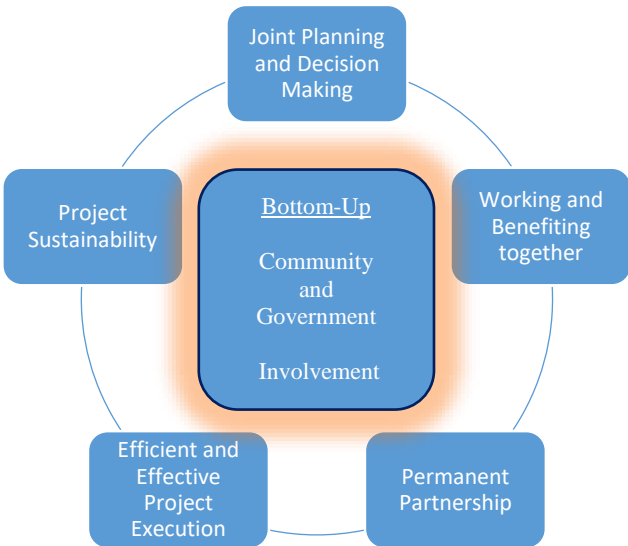 Joint Planning
and Decision
Making
Project
Sustainability
Bottom-Up
Community
and
Government
Involvement
Working and
Benefiting
together
Efficient and
Effective
Project
Execution
Permanent
Partnership